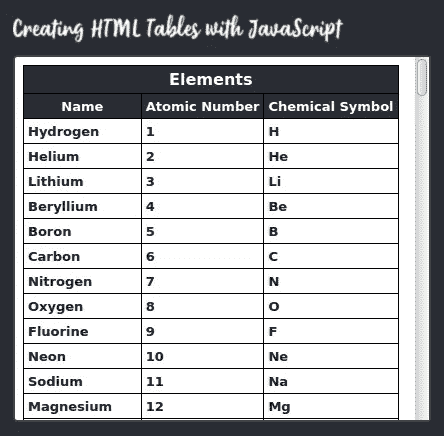 Creating HTML Tables with JavaScript
Elements
Name Atomic Number Chemical Symbol
Hydrogen 1 H
Helium 2 He
Lithium 3 Li
Beryllium 4 Be
Boron 5 B
Carbon 6 C
Nitrogen 7 N
Oxygen 8 O
Fluorine 9 F
Neon 10 Ne
Sodium 11 Na
Magnesium 12 Mg